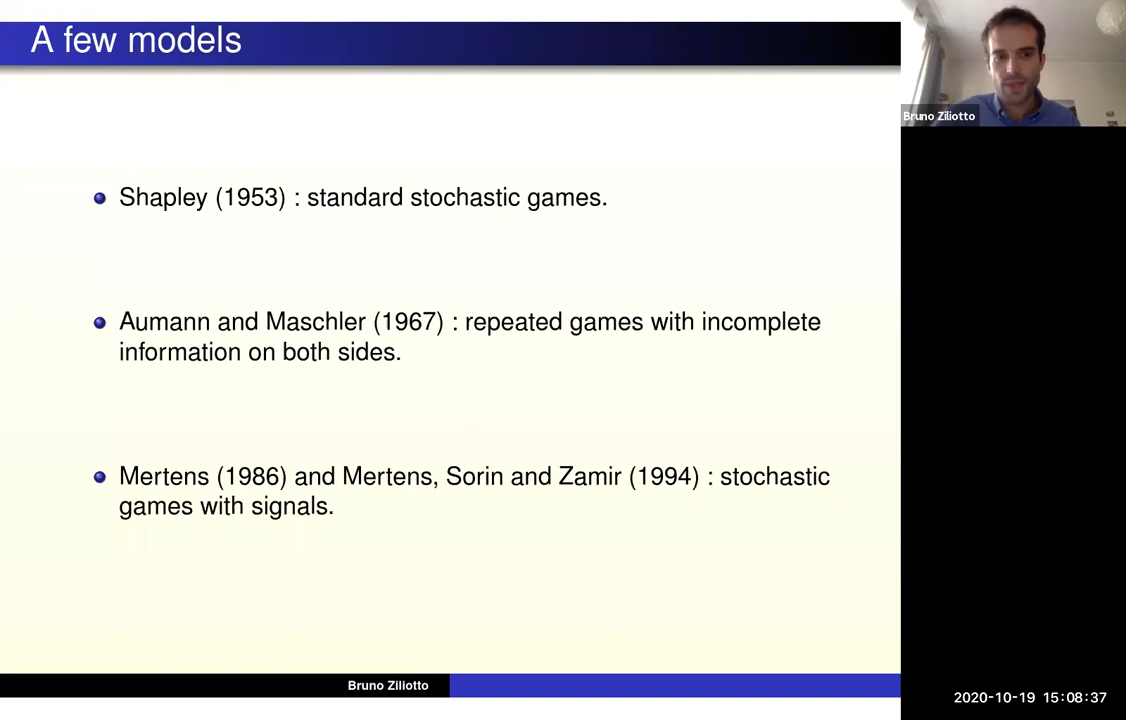 A few models
Bruno Ziliotto
Shapley (1953) : standard stochastic games.
Aumann and Maschler (1967) : repeated games with incomplete
information on both sides.
Mertens (1986) and Mertens, Sorin and Zamir (1994) : stochastic
games with signals.
Bruno Ziliotto
2020-10-19 15:08:37